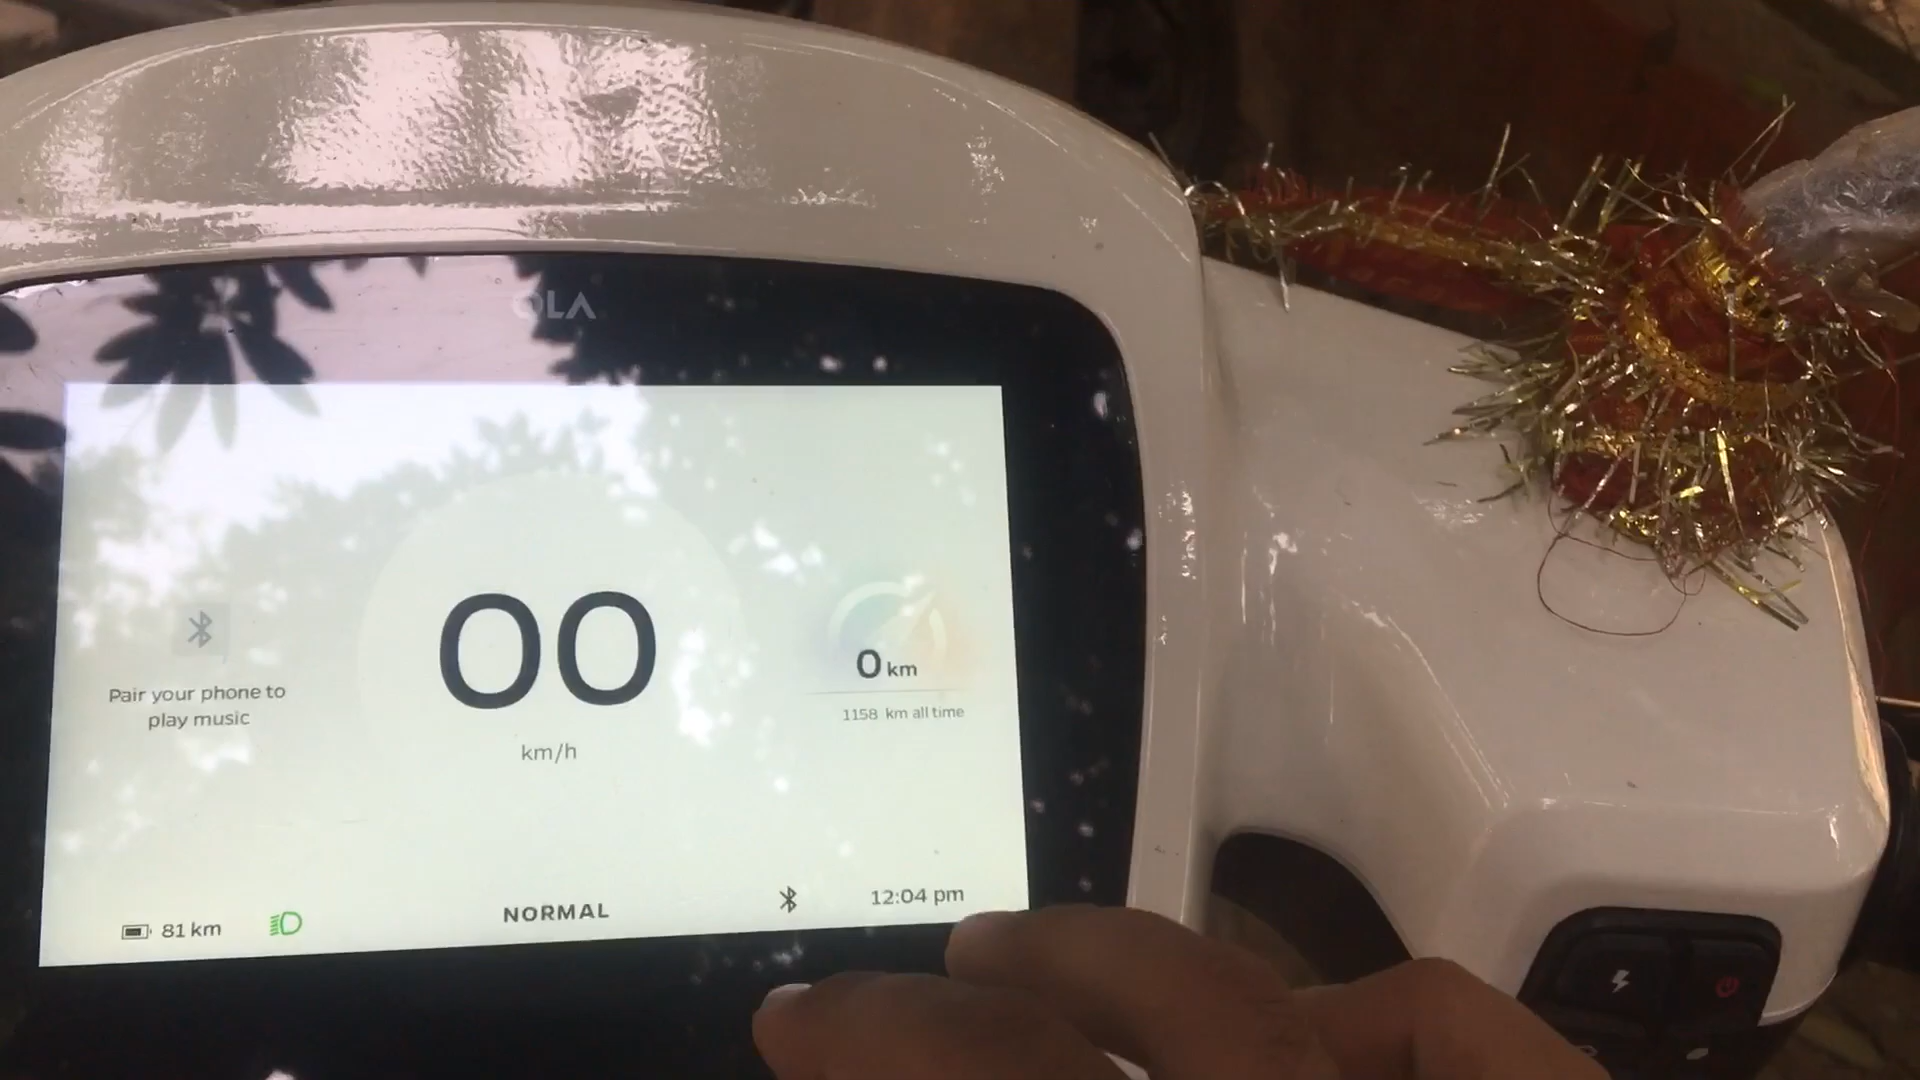 OLA
00
km/h
Pair your phone to
play music
0 km
1158 km all time
81 km
NORMAL
12:04 pm